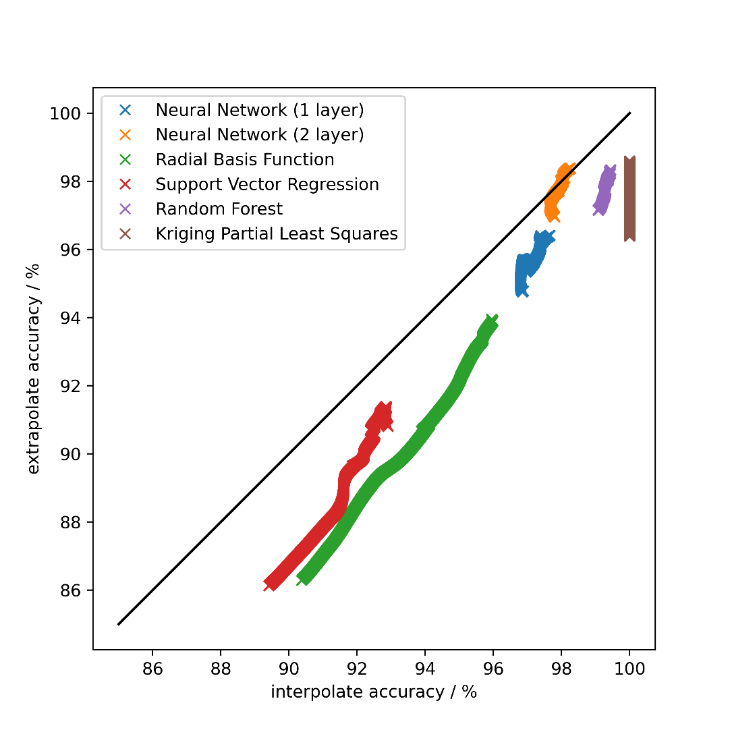 100
98
96
94
92
90
88
86
extrapolate accuracy / %
Neural Network (1 layer)
Neural Network (2 layer)
Radial Basis Function
Support Vector Regression
Random Forest
Kriging Partial Least Squares
86 88 90 92 94 96 98 100
interpolate accuracy / %